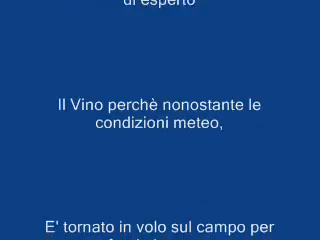 di esperto
Il Vino perchè nonostante le
condizioni meteo,
E' tornato in volo sul campo per